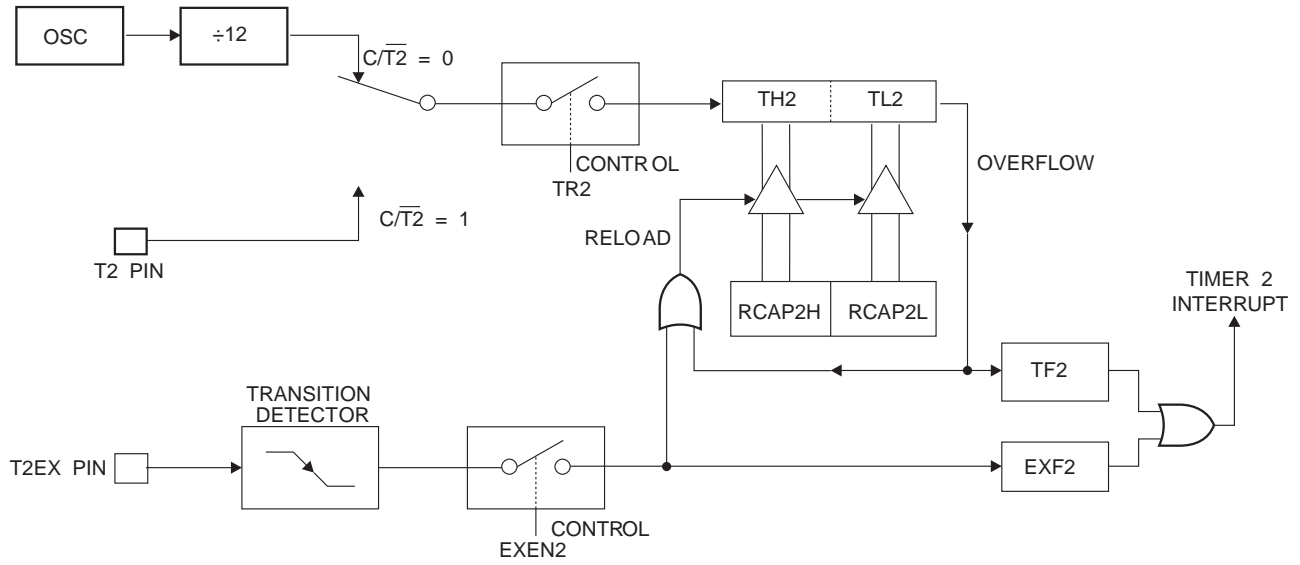 OSC
÷12
C/T2 = 0
TH2
TL2
CONTROL
TR2
OVERFLOW
C/T2 = 1
T2 PIN
RELOAD
RCAP2H
RCAP2L
TIMER 2
INTERRUPT
TF2
TRANSITION
DETECTOR
T2EX PIN
EXF2
CONTROL
EXEN2